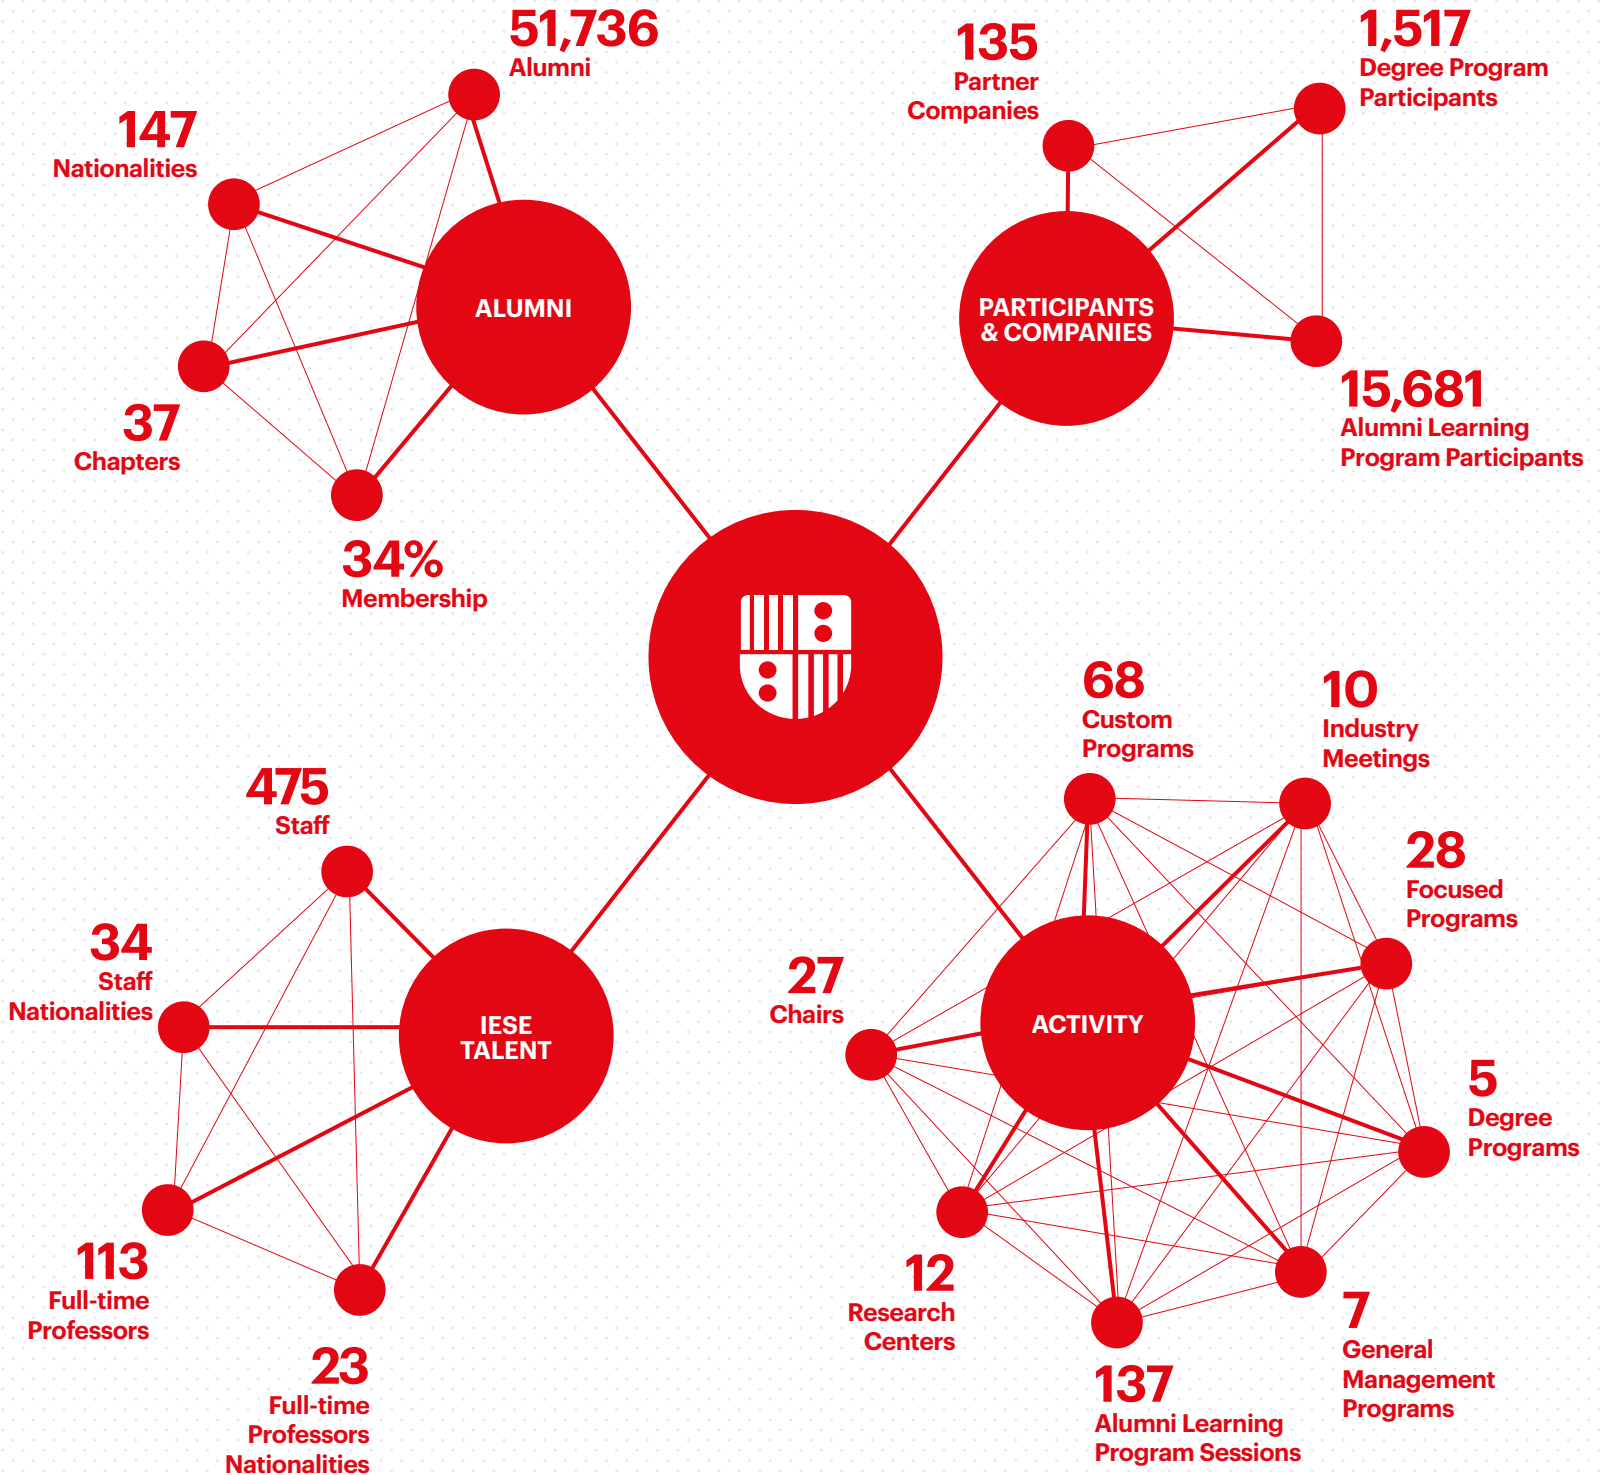 51,736
Alumni
147
Nationalities
ALUMNI
37
Chapters
34%
Membership
135
Partner
Companies
1,517
Degree Program
Participants
PARTICIPANTS
& COMPANIES
15,681
Alumni Learning
Program Participants
475
Staff
34
Staff
Nationalities
IESE
TALENT
113
Full-time
Professors
23
Full-time
Professors
Nationalities
68
Custom
Programs
10
Industry
Meetings
28
Focused
Programs
27
Chairs
ACTIVITY
5
Degree
Programs
12
Research
Centers
7
General
Management
Programs
137
Alumni Learning
Program Sessions